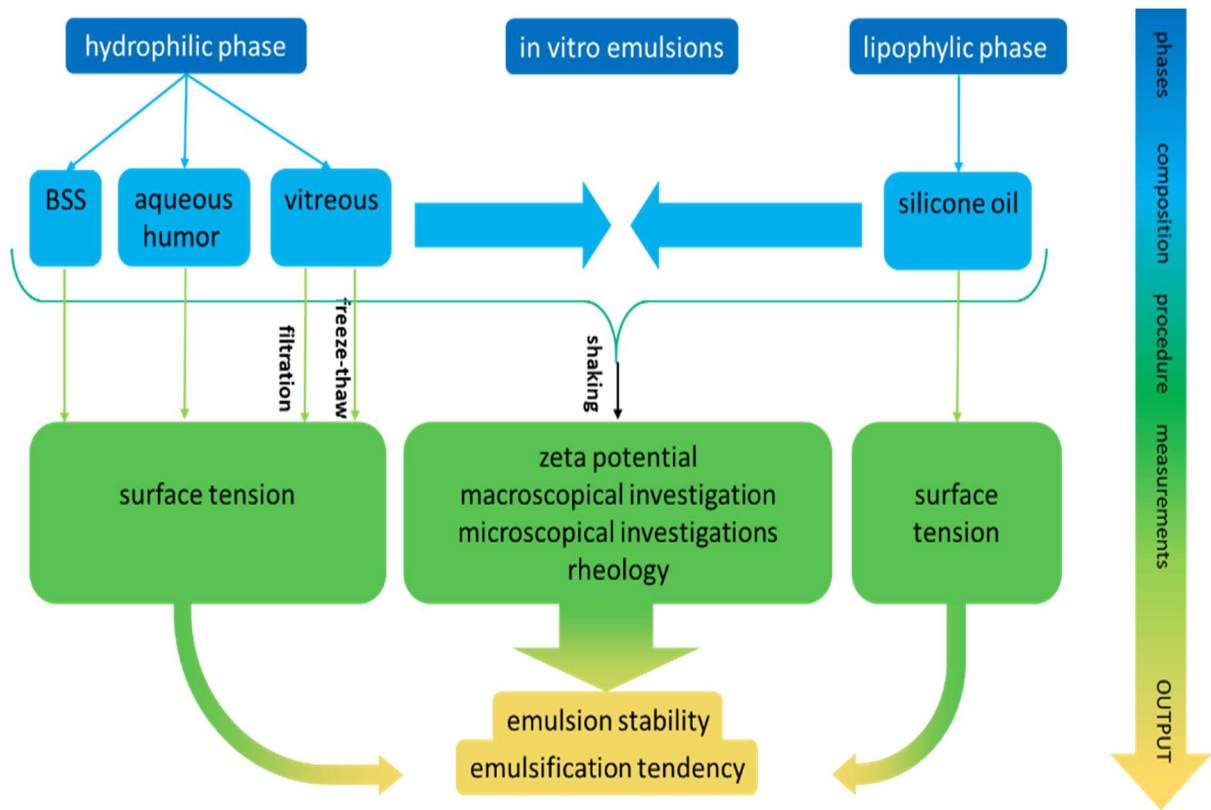 hydrophilic phase
in vitro emulsions
lipophylic phase
BSS
aqueous
humor
vitreous
silicone oil
filtration
freeze-thaw
shaking
surface tension
zeta potential
macroscopical investigation
microscopical investigations
rheology
surface
tension
emulsion stability
emulsification tendency
phases
composition
procedure
measurements
OUTPUT